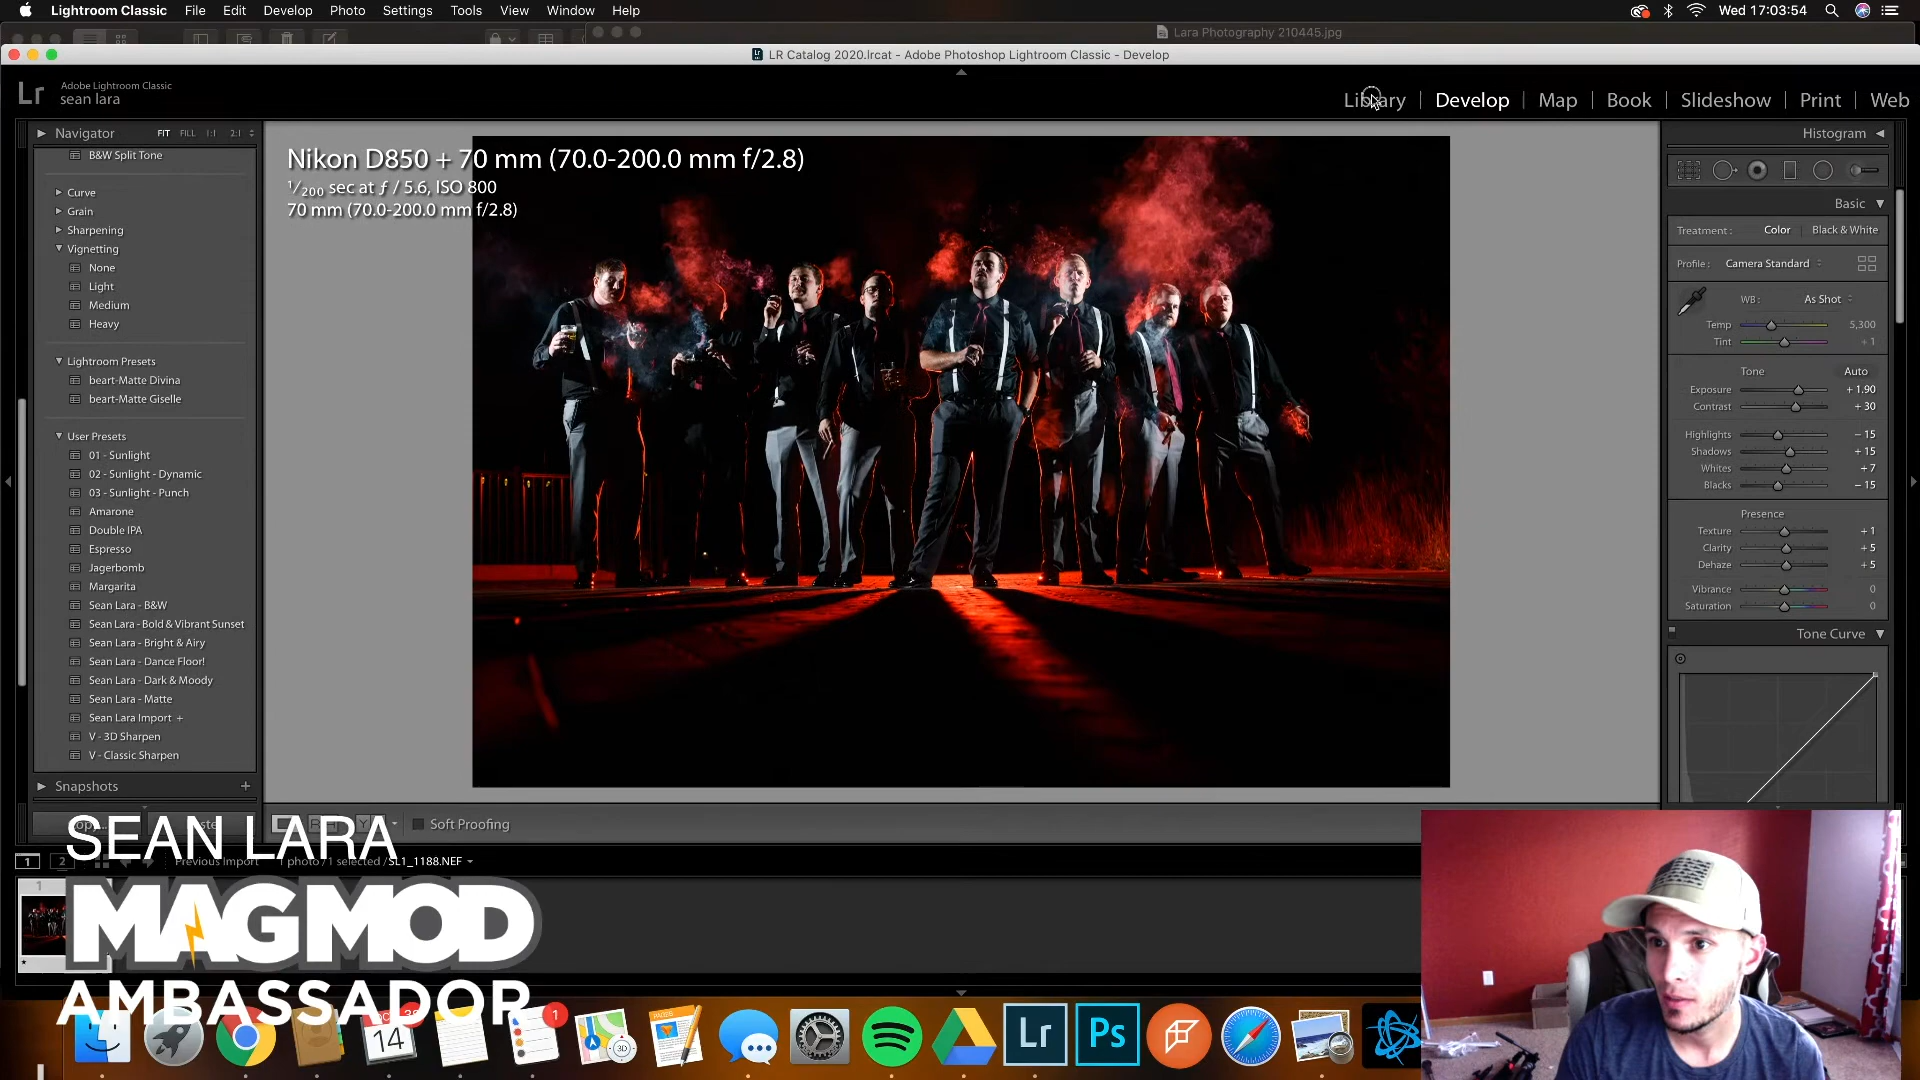 Lightroom Classic File Edit Develop Photo Settings Tools View Window Help Wed 17:03:54
Lara Photography 210445.jpg
LR Catalog 2020.lrcat - Adobe Photoshop Lightroom Classic - Develop
Lr Adobe Lightroom Classic
sean lara
Library | Develop | Map | Book | Slideshow | Print | Web
Navigator FIT FILL 1:1 2:1
B&W Split Tone
Curve
Grain
Sharpening
Vignetting
None
Light
Medium
Heavy
Lightroom Presets
beart-Matte Divina
beart-Matte Giselle
User Presets
01 - Sunlight
02 - Sunlight - Dynamic
03 - Sunlight - Punch
Amarone
Double IPA
Espresso
Jagerbomb
Margarita
Sean Lara - B&W
Sean Lara - Bold & Vibrant Sunset
Sean Lara - Bright & Airy
Sean Lara - Dance Floor!
Sean Lara - Dark & Moody
Sean Lara - Matte
Sean Lara Import +
V - 3D Sharpen
V - Classic Sharpen
Snapshots +
Nikon D850 + 70 mm (70.0-200.0 mm f/2.8)
1/200 sec at ƒ / 5.6, ISO 800
70 mm (70.0-200.0 mm f/2.8)
Histogram
Basic
Treatment : Color | Black & White
Profile : Camera Standard
WB : As Shot
Temp 5,300
Tint + 1
Tone Auto
Exposure + 1.90
Contrast + 30
Highlights − 15
Shadows + 15
Whites + 7
Blacks − 15
Presence
Texture + 1
Clarity + 5
Dehaze + 5
Vibrance 0
Saturation 0
Tone Curve
Soft Proofing
1 2 Previous Import 1 photo / 1 selected / SL1_1188.NEF
1
SEAN LARA
MAGMOD
AMBASSADOR
14
1
PAGES
3D
Lr
Ps